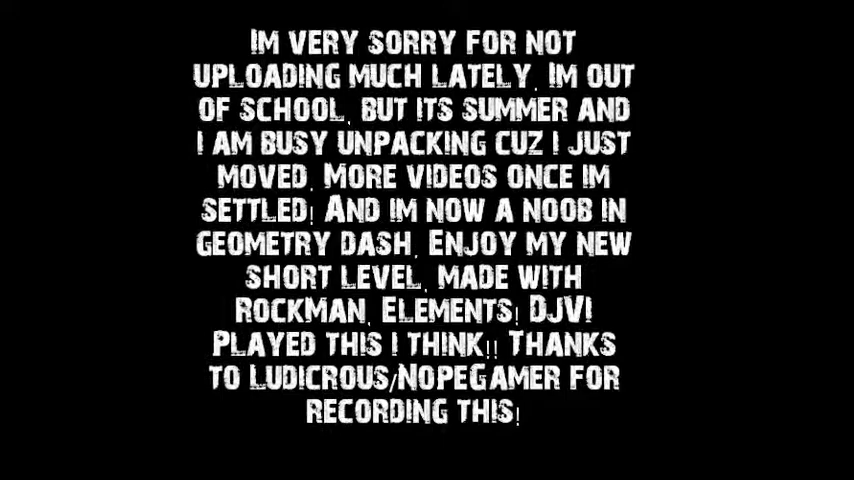 Im very sorry for not
uploading much lately. Im out
of school, but its summer and
i am busy unpacking cuz i just
moved. More videos once im
settled! And im now a noob in
geometry dash. Enjoy my new
short level, made with
RockMan, Elements! DjVI
Played this i think!! Thanks
to Ludicrous/NopeGamer for
recording this!